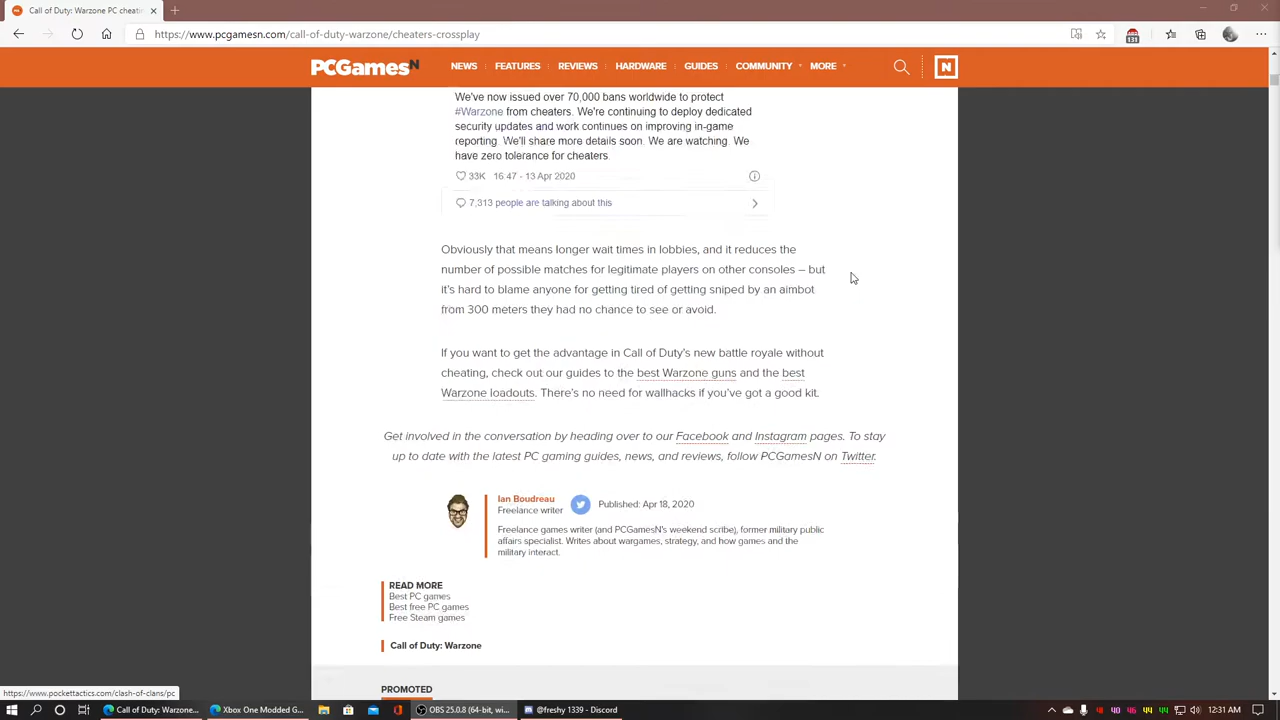 Call of Duty: Warzone PC cheatin
https://www.pcgamesn.com/call-of-duty-warzone/cheaters-crossplay
131
PCGamesN
NEWS
FEATURES
REVIEWS
HARDWARE
GUIDES
COMMUNITY
MORE
N
We've now issued over 70,000 bans worldwide to protect
#Warzone from cheaters. We're continuing to deploy dedicated
security updates and work continues on improving in-game
reporting. We'll share more details soon. We are watching. We
have zero tolerance for cheaters.
33K 16:47 - 13 Apr 2020
7,313 people are talking about this
Obviously that means longer wait times in lobbies, and it reduces the
number of possible matches for legitimate players on other consoles – but
it's hard to blame anyone for getting tired of getting sniped by an aimbot
from 300 meters they had no chance to see or avoid.
If you want to get the advantage in Call of Duty's new battle royale without
cheating, check out our guides to the best Warzone guns and the best
Warzone loadouts. There's no need for wallhacks if you've got a good kit.
Get involved in the conversation by heading over to our Facebook and Instagram pages. To stay
up to date with the latest PC gaming guides, news, and reviews, follow PCGamesN on Twitter.
Ian Boudreau
Freelance writer
Published: Apr 18, 2020
Freelance games writer (and PCGamesN's weekend scribe), former military public
affairs specialist. Writes about wargames, strategy, and how games and the
military interact.
READ MORE
Best PC games
Best free PC games
Free Steam games
Call of Duty: Warzone
PROMOTED
https://www.pockettactics.com/clash-of-clans/pc
Call of Duty: Warzone...
Xbox One Modded G...
OBS 25.0.8 (64-bit, wi...
@freshy 1339 - Discord
12:31 AM